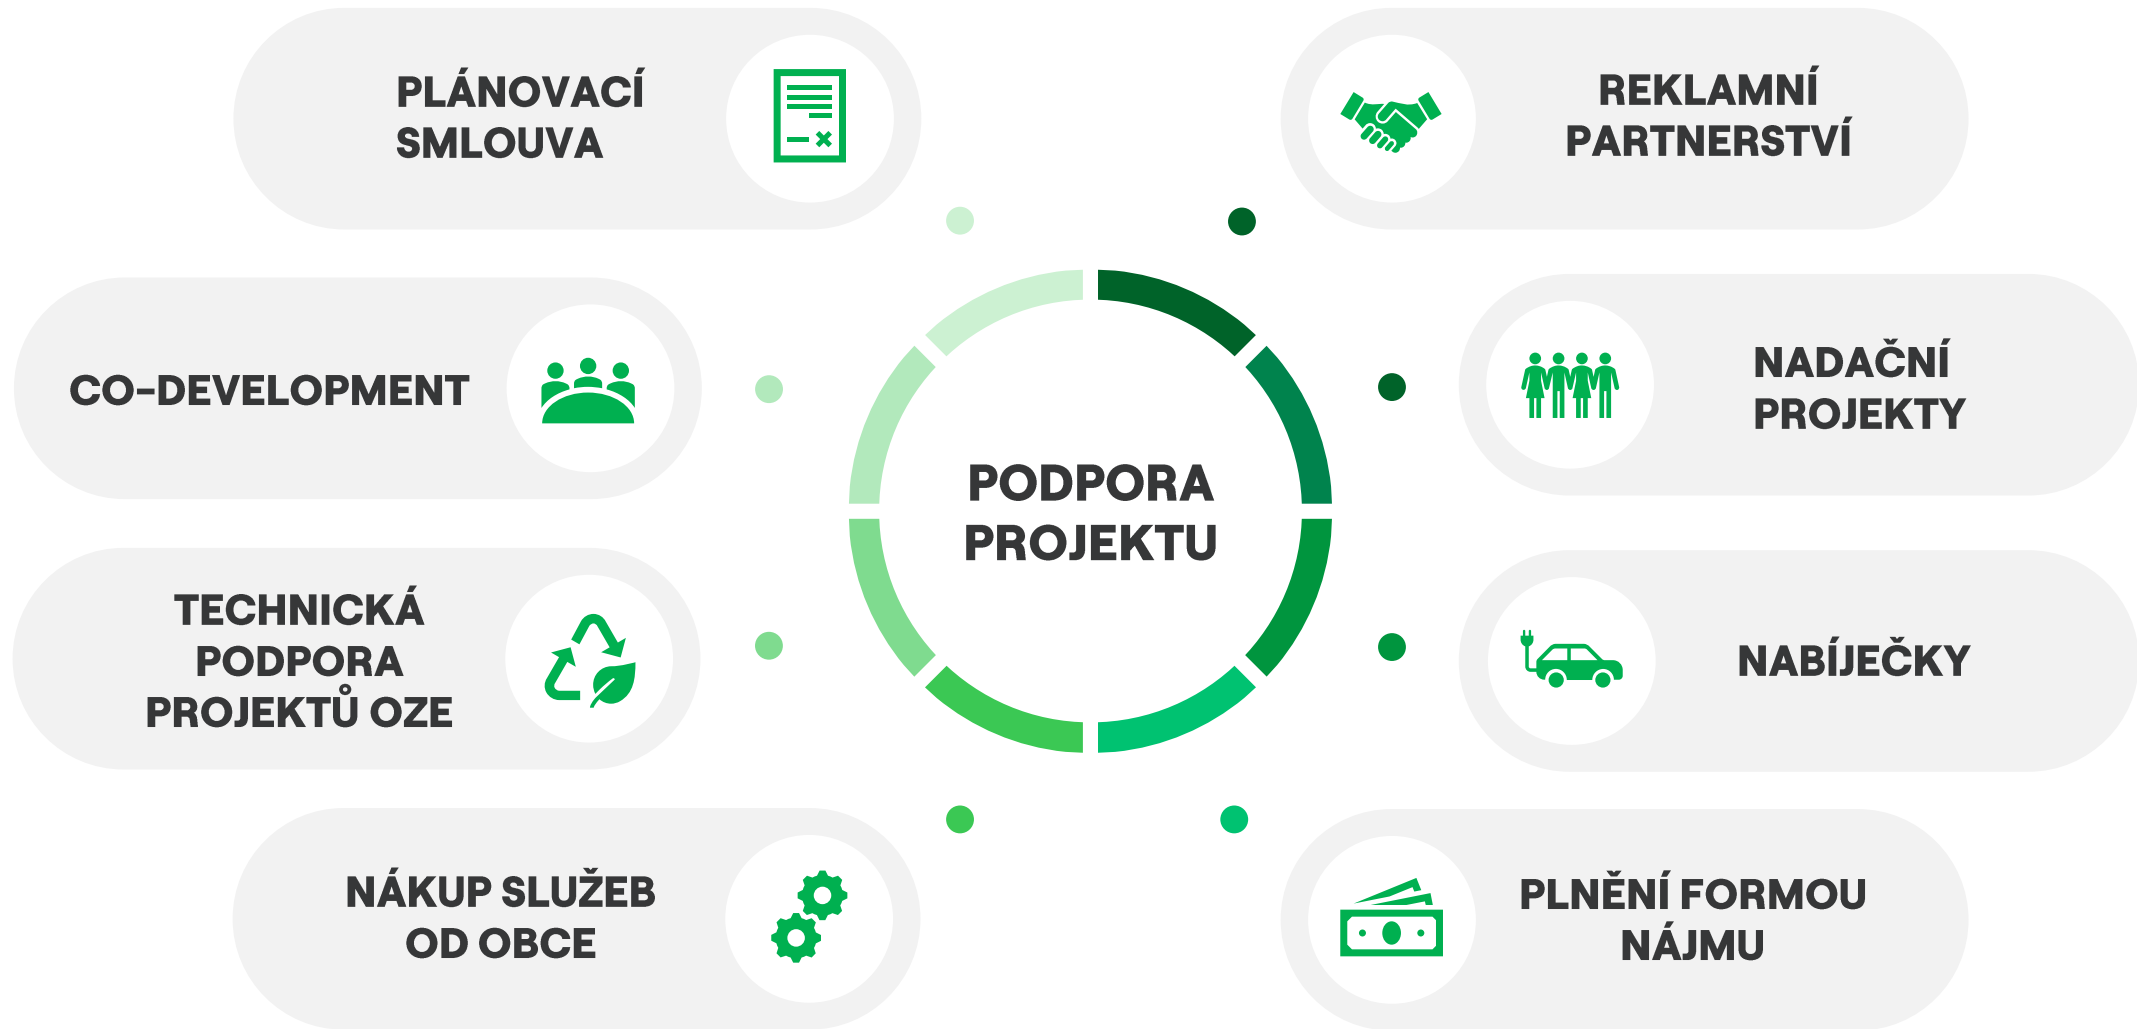 PLÁNOVACÍ
SMLOUVA
REKLAMNÍ
PARTNERSTVÍ
CO-DEVELOPMENT
NADAČNÍ
PROJEKTY
PODPORA
PROJEKTU
TECHNICKÁ
PODPORA
PROJEKTŮ OZE
NABÍJEČKY
NÁKUP SLUŽEB
OD OBCE
PLNĚNÍ FORMOU
NÁJMU